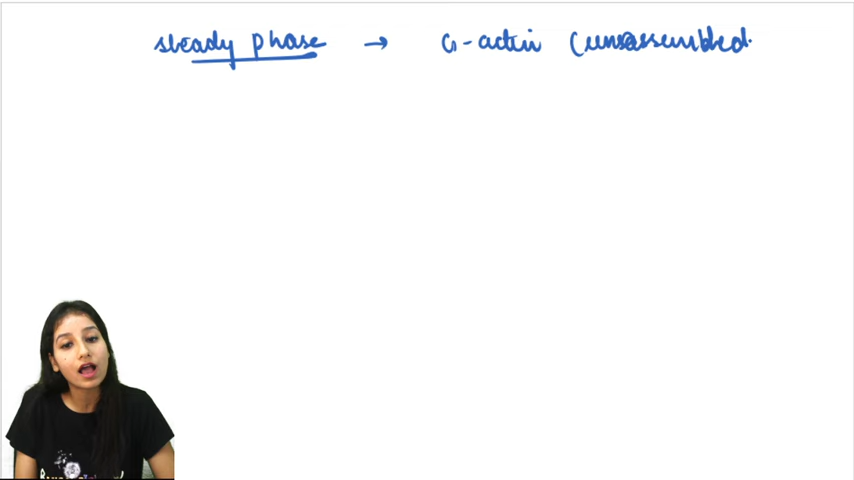 steady phase → G-actin (unassembled.